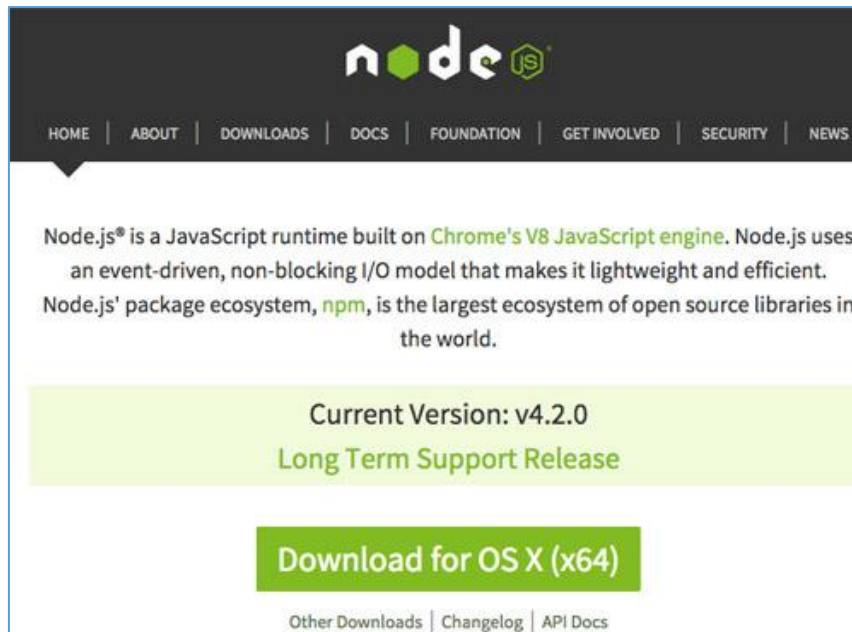 node JS
HOME | ABOUT | DOWNLOADS | DOCS | FOUNDATION | GET INVOLVED | SECURITY | NEWS
Node.js® is a JavaScript runtime built on Chrome's V8 JavaScript engine. Node.js uses
an event-driven, non-blocking I/O model that makes it lightweight and efficient.
Node.js' package ecosystem, npm, is the largest ecosystem of open source libraries in
the world.
Current Version: v4.2.0
Long Term Support Release
Download for OS X (x64)
Other Downloads | Changelog | API Docs